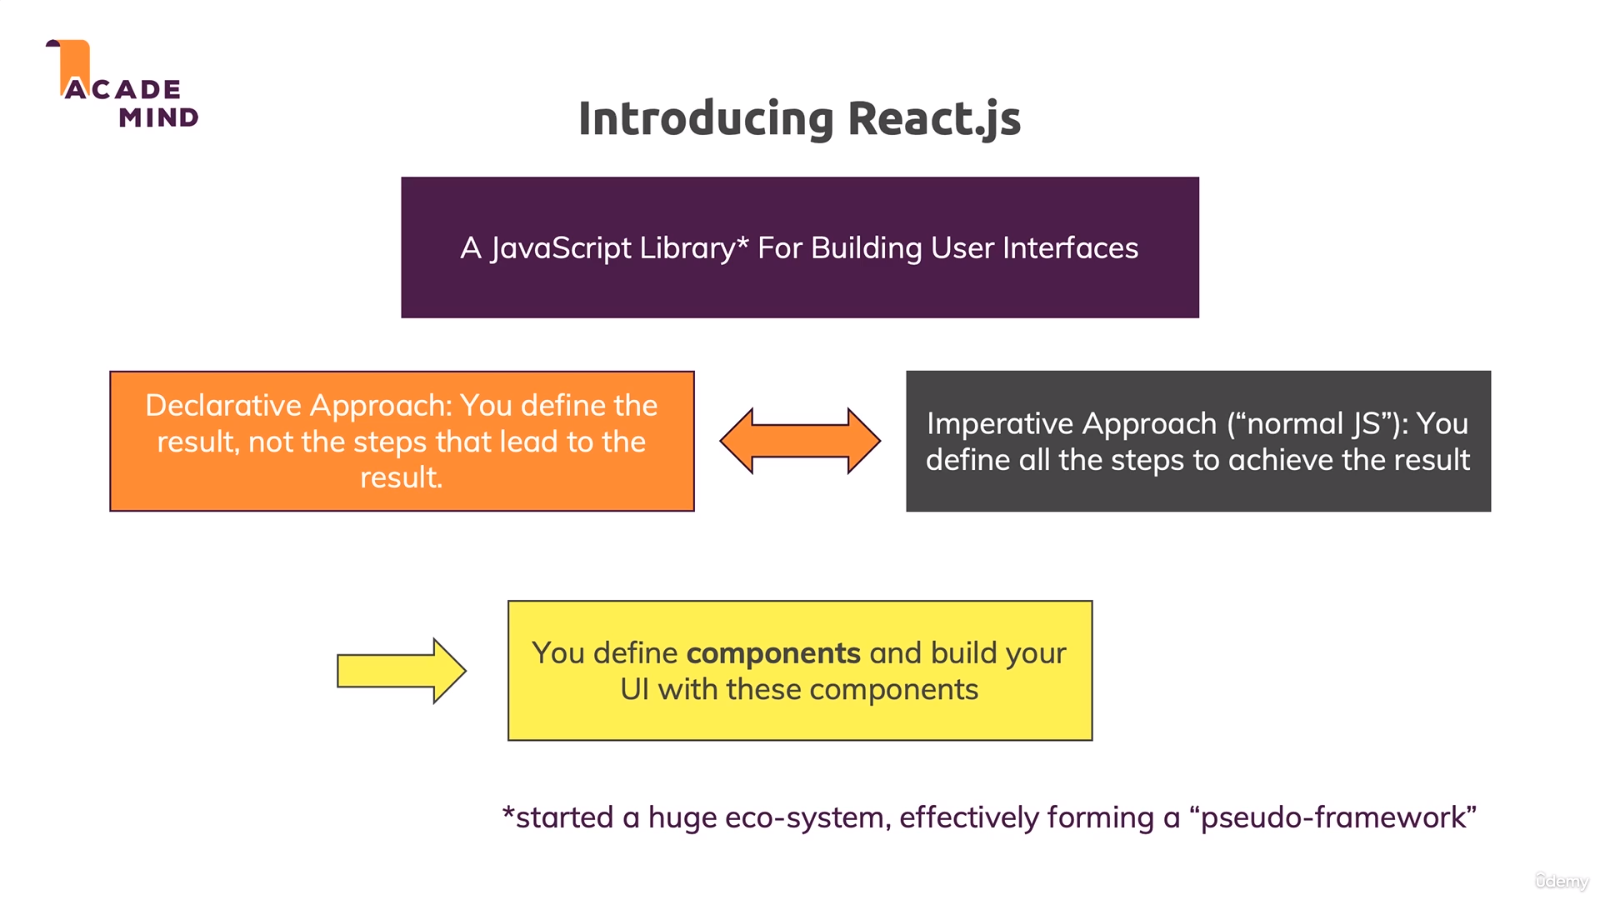 ACADE
MIND
Introducing React.js
A JavaScript Library* For Building User Interfaces
Declarative Approach: You define the
result, not the steps that lead to the
result.
Imperative Approach (“normal JS”): You
define all the steps to achieve the result
You define components and build your
UI with these components
*started a huge eco-system, effectively forming a “pseudo-framework”
ûdemy